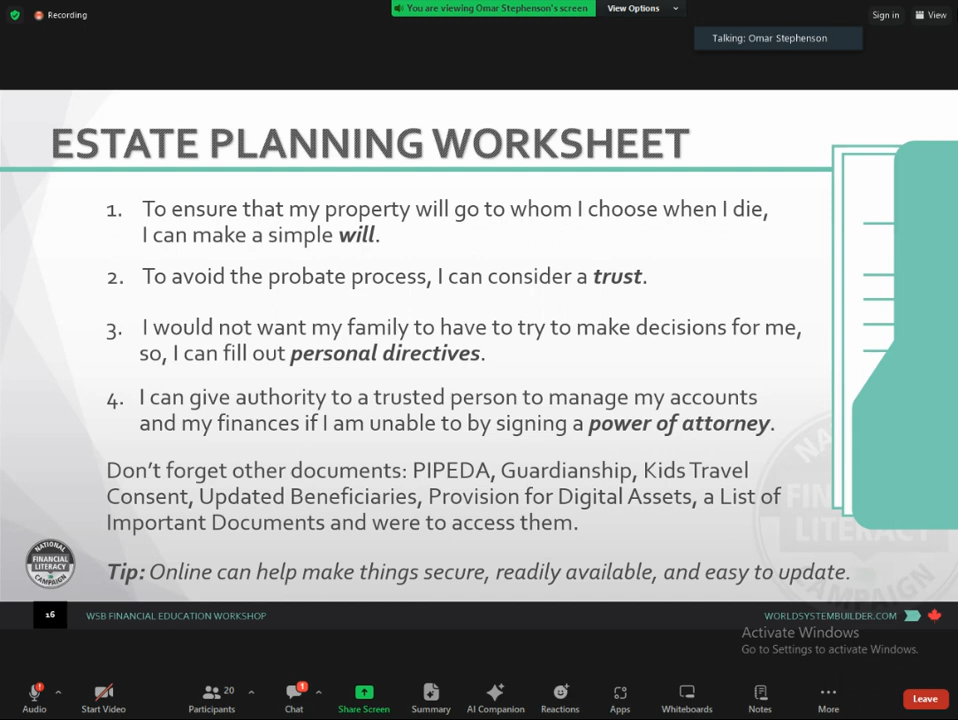 Recording
You are viewing Omar Stephenson's screen
View Options
Sign in
View
Talking: Omar Stephenson
ESTATE PLANNING WORKSHEET
1. To ensure that my property will go to whom I choose when I die,
I can make a simple will.
2. To avoid the probate process, I can consider a trust.
3. I would not want my family to have to try to make decisions for me,
so, I can fill out personal directives.
4. I can give authority to a trusted person to manage my accounts
and my finances if I am unable to by signing a power of attorney.
Don't forget other documents: PIPEDA, Guardianship, Kids Travel
Consent, Updated Beneficiaries, Provision for Digital Assets, a List of
Important Documents and were to access them.
NATIONAL
FINANCIAL
LITERACY
CAMPAIGN
Tip: Online can help make things secure, readily available, and easy to update.
16
WSB FINANCIAL EDUCATION WORKSHOP
WORLDSYSTEMBUILDER.COM
Activate Windows
Go to Settings to activate Windows.
Audio
Start Video
20
Participants
1
Chat
Share Screen
Summary
AI Companion
Reactions
Apps
Whiteboards
Notes
More
Leave